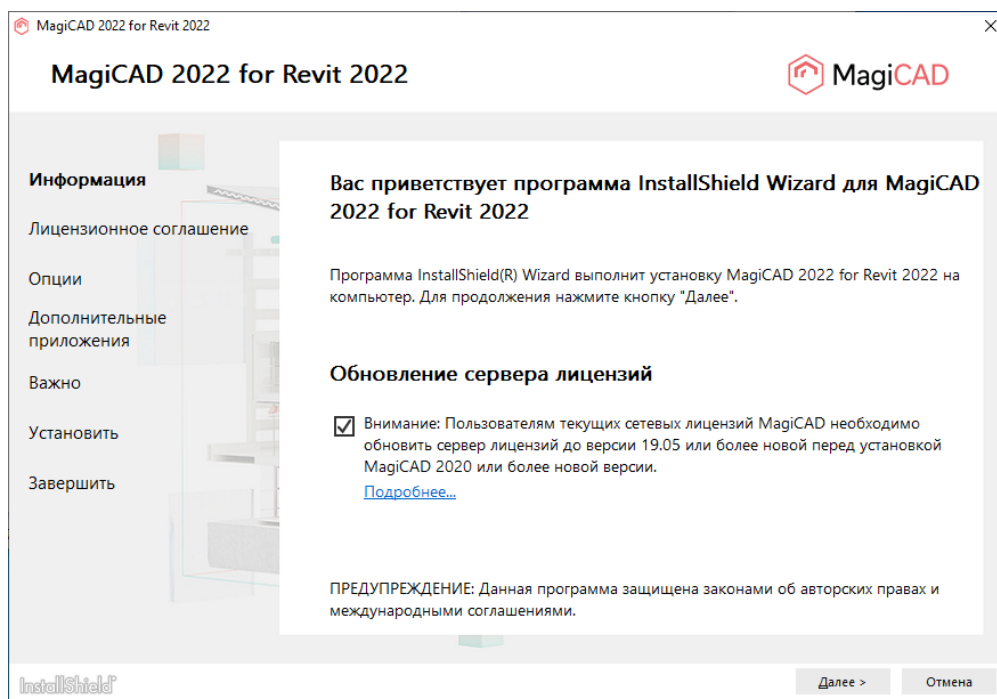 MagiCAD 2022 for Revit 2022
MagiCAD 2022 for Revit 2022
MagiCAD
Информация
Лицензионное соглашение
Опции
Дополнительные
приложения
Важно
Установить
Завершить
Вас приветствует программа InstallShield Wizard для MagiCAD
2022 for Revit 2022
Программа InstallShield(R) Wizard выполнит установку MagiCAD 2022 for Revit 2022 на
компьютер. Для продолжения нажмите кнопку "Далее".
Обновление сервера лицензий
Внимание: Пользователям текущих сетевых лицензий MagiCAD необходимо
обновить сервер лицензий до версии 19.05 или более новой перед установкой
MagiCAD 2020 или более новой версии.
Подробнее...
ПРЕДУПРЕЖДЕНИЕ: Данная программа защищена законами об авторских правах и
международными соглашениями.
InstallShield
Далее >
Отмена